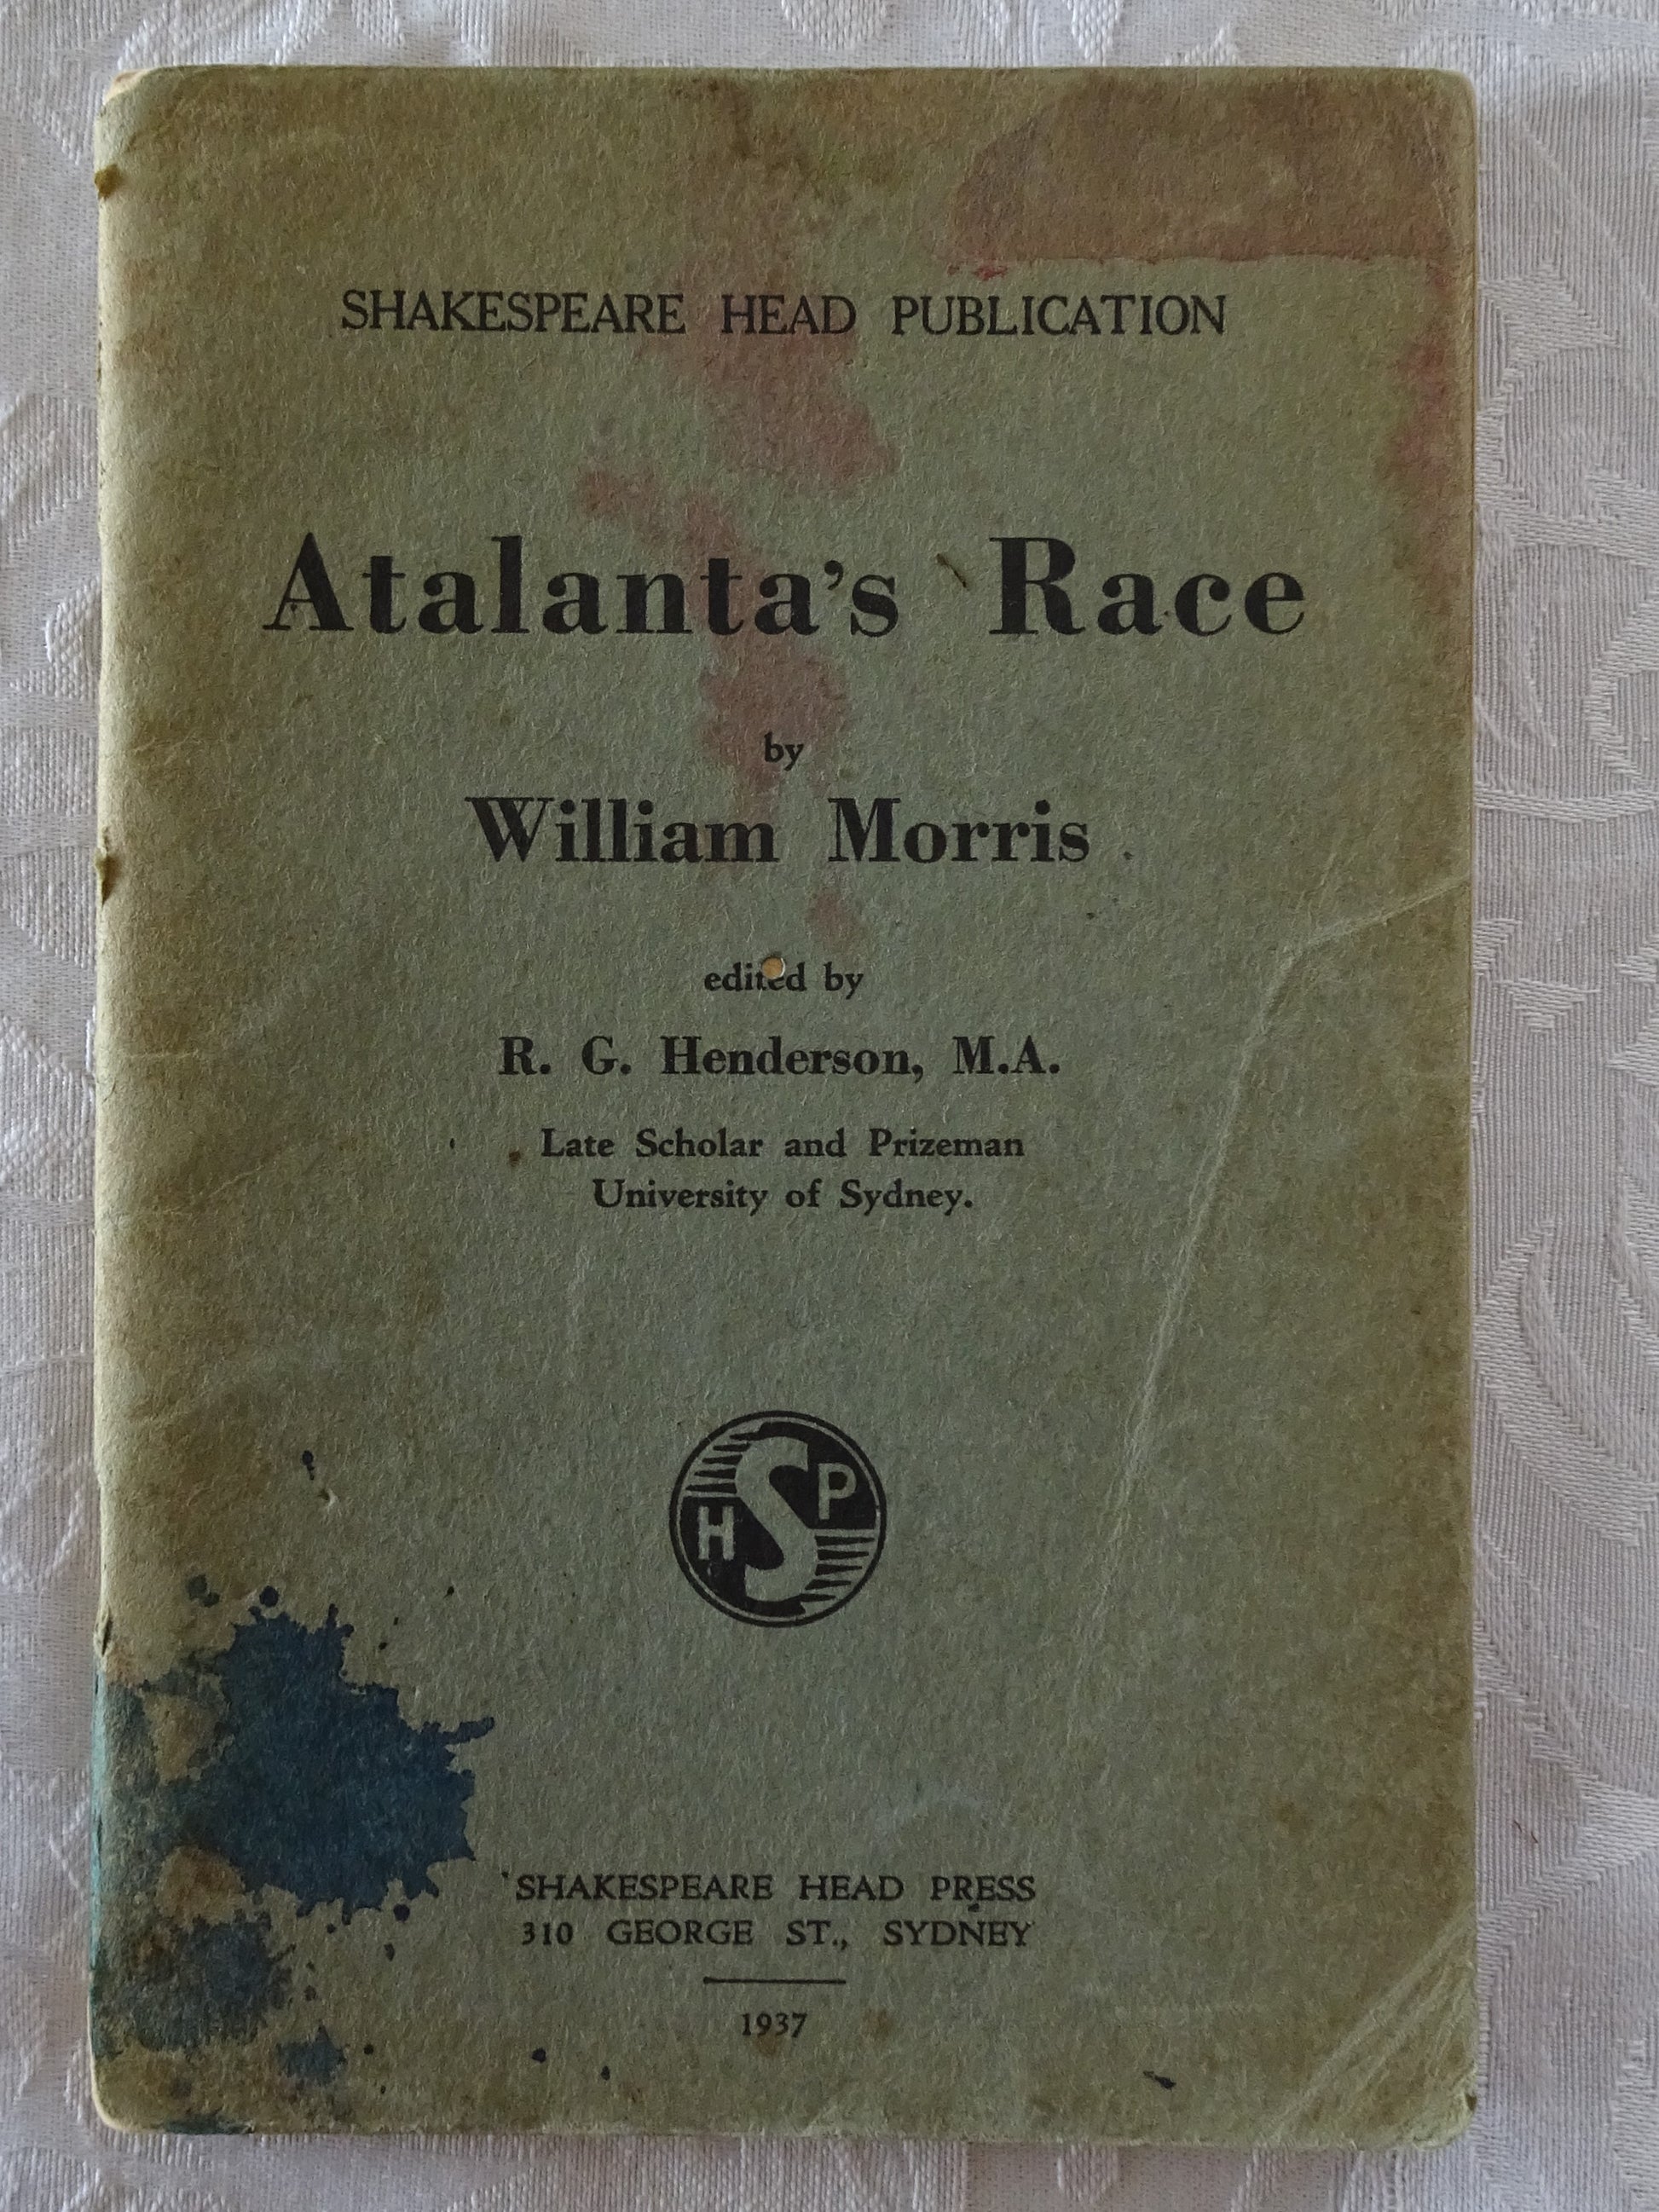 SHAKESPEARE HEAD PUBLICATION
Atalanta's Race
by
William Morris
edited by
R. G. Henderson, M.A.
Late Scholar and Prizeman
University of Sydney.
H S P
SHAKESPEARE HEAD PRESS
310 GEORGE ST., SYDNEY
1937